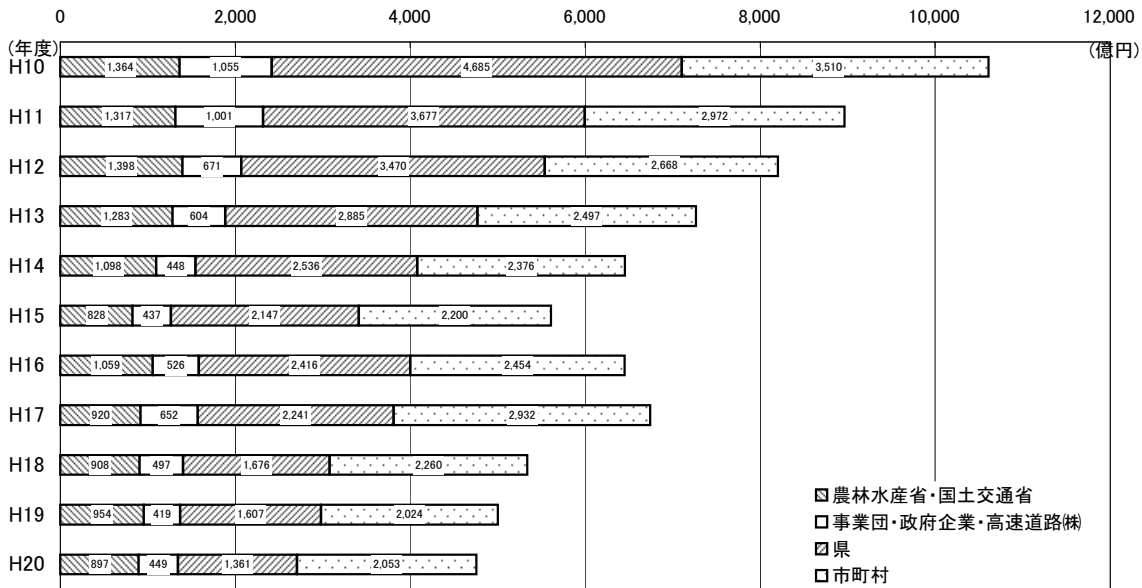 0 2,000 4,000 6,000 8,000 10,000 12,000
(年度) (億円)
H10 1,364 1,055 4,685 3,510
H11 1,317 1,001 3,677 2,972
H12 1,398 671 3,470 2,668
H13 1,283 604 2,885 2,497
H14 1,098 448 2,536 2,376
H15 828 437 2,147 2,200
H16 1,059 526 2,416 2,454
H17 920 652 2,241 2,932
H18 908 497 1,676 2,260
H19 954 419 1,607 2,024
H20 897 449 1,361 2,053
農林水産省・国土交通省
事業団・政府企業・高速道路㈱
県
市町村